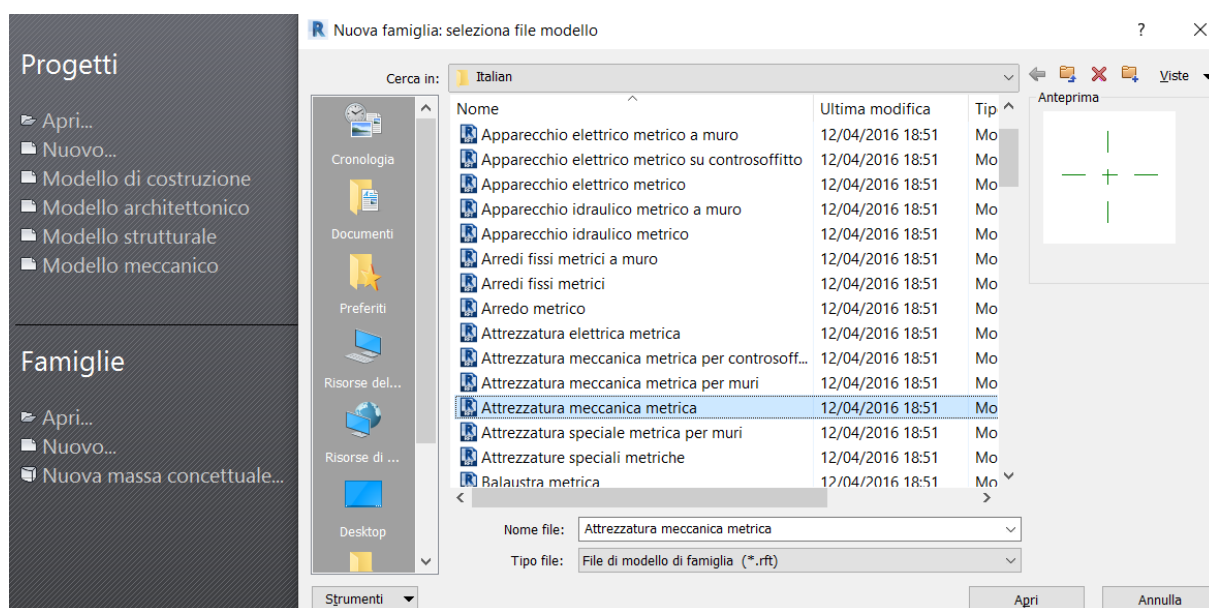 Progetti
Apri...
Nuovo...
Modello di costruzione
Modello architettonico
Modello strutturale
Modello meccanico
Famiglie
Apri...
Nuovo...
Nuova massa concettuale...
R Nuova famiglia: seleziona file modello ?
Cerca in: Italian Viste
Cronologia
Documenti
Preferiti
Risorse del...
Risorse di ...
Desktop
Nome Ultima modifica Tip
Apparecchio elettrico metrico a muro 12/04/2016 18:51 Mo
Apparecchio elettrico metrico su controsoffitto 12/04/2016 18:51 Mo
Apparecchio elettrico metrico 12/04/2016 18:51 Mo
Apparecchio idraulico metrico a muro 12/04/2016 18:51 Mo
Apparecchio idraulico metrico 12/04/2016 18:51 Mo
Arredi fissi metrici a muro 12/04/2016 18:51 Mo
Arredi fissi metrici 12/04/2016 18:51 Mo
Arredo metrico 12/04/2016 18:51 Mo
Attrezzatura elettrica metrica 12/04/2016 18:51 Mo
Attrezzatura meccanica metrica per controsoff... 12/04/2016 18:51 Mo
Attrezzatura meccanica metrica per muri 12/04/2016 18:51 Mo
Attrezzatura meccanica metrica 12/04/2016 18:51 Mo
Attrezzatura speciale metrica per muri 12/04/2016 18:51 Mo
Attrezzature speciali metriche 12/04/2016 18:51 Mo
Balaustra metrica 12/04/2016 18:51 Mo
Anteprima
Nome file: Attrezzatura meccanica metrica
Tipo file: File di modello di famiglia (*.rft)
Strumenti Apri Annulla